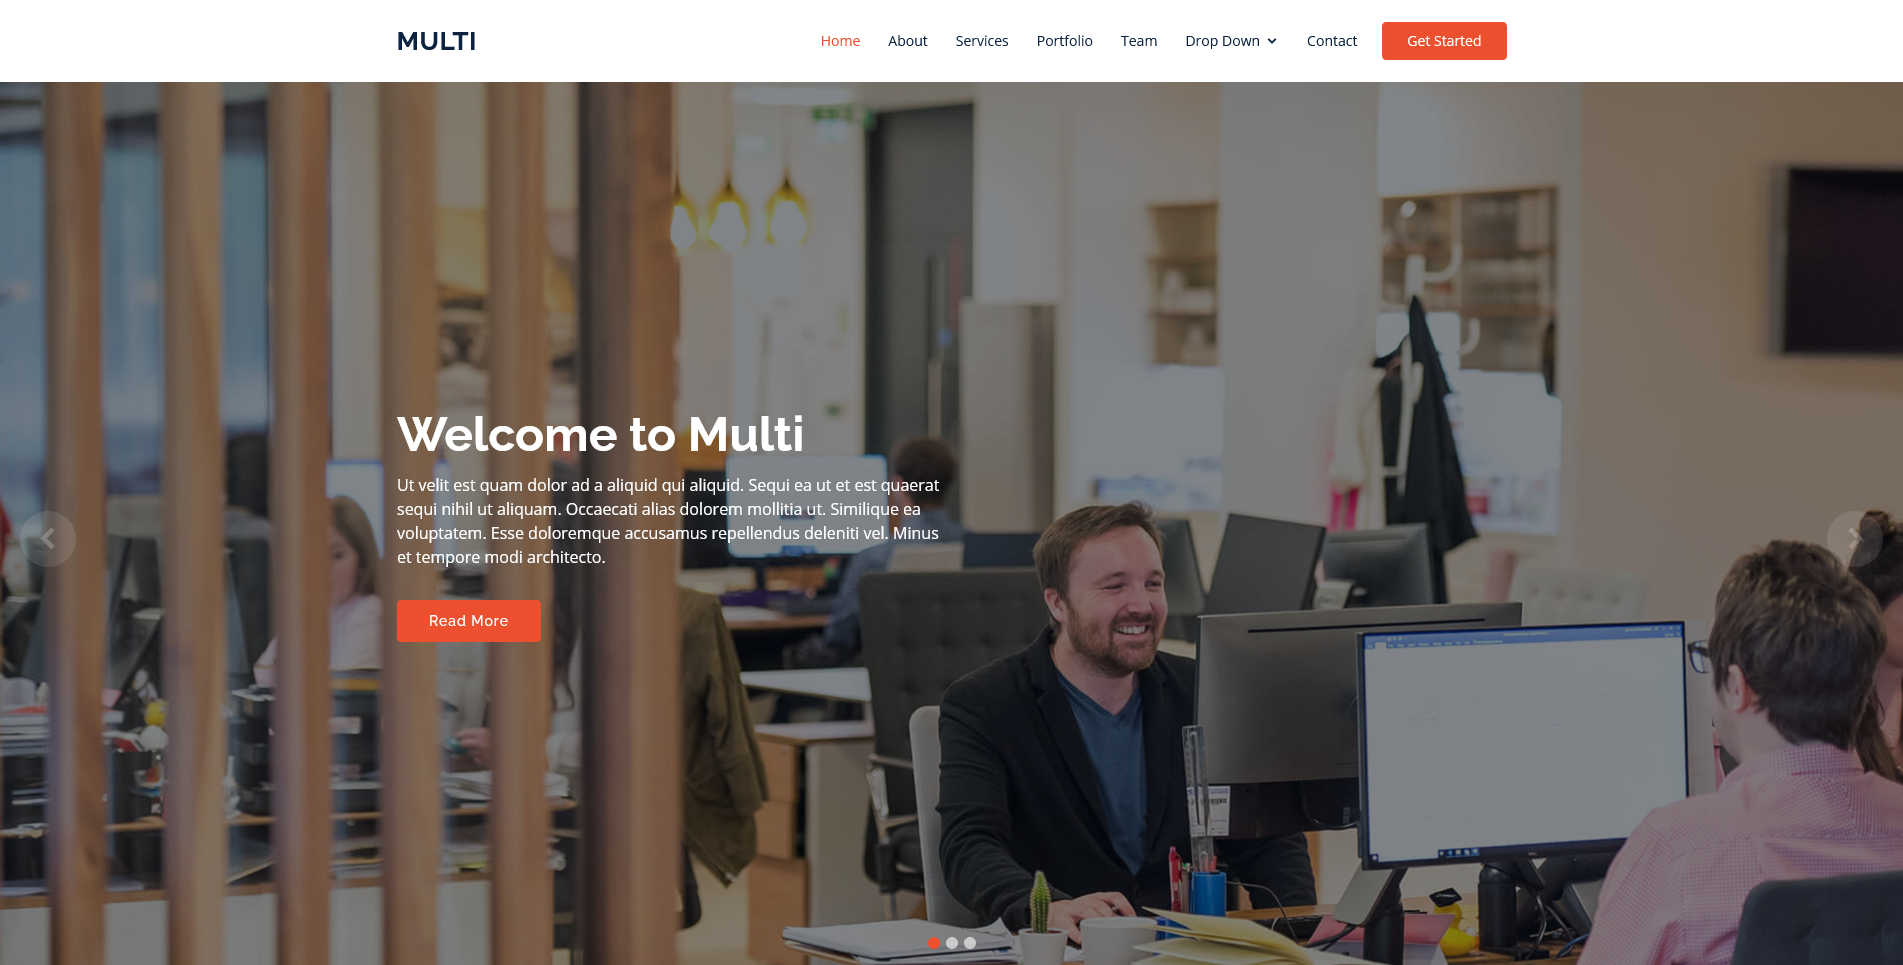 MULTI
Home About Services Portfolio Team Drop Down Contact Get Started
Welcome to Multi
Ut velit est quam dolor ad a aliquid qui aliquid. Sequi ea ut et est quaerat
sequi nihil ut aliquam. Occaecati alias dolorem mollitia ut. Similique ea
voluptatem. Esse doloremque accusamus repellendus deleniti vel. Minus
et tempore modi architecto.
Read More